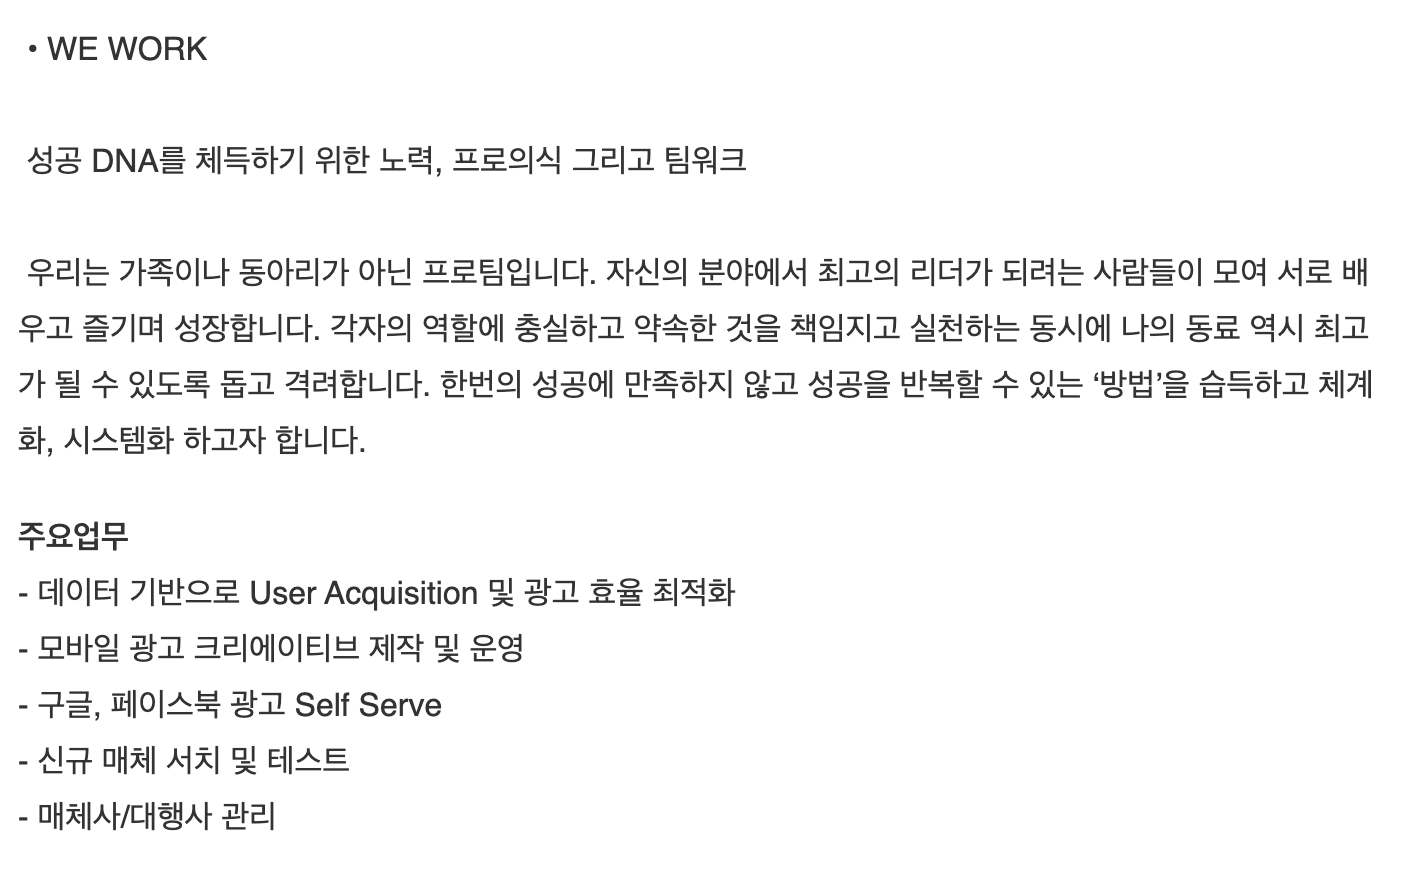 • WE WORK
성공 DNA를 체득하기 위한 노력, 프로의식 그리고 팀워크
우리는 가족이나 동아리가 아닌 프로팀입니다. 자신의 분야에서 최고의 리더가 되려는 사람들이 모여 서로 배
우고 즐기며 성장합니다. 각자의 역할에 충실하고 약속한 것을 책임지고 실천하는 동시에 나의 동료 역시 최고
가 될 수 있도록 돕고 격려합니다. 한번의 성공에 만족하지 않고 성공을 반복할 수 있는 ‘방법’을 습득하고 체계
화, 시스템화 하고자 합니다.
주요업무
- 데이터 기반으로 User Acquisition 및 광고 효율 최적화
- 모바일 광고 크리에이티브 제작 및 운영
- 구글, 페이스북 광고 Self Serve
- 신규 매체 서치 및 테스트
- 매체사/대행사 관리